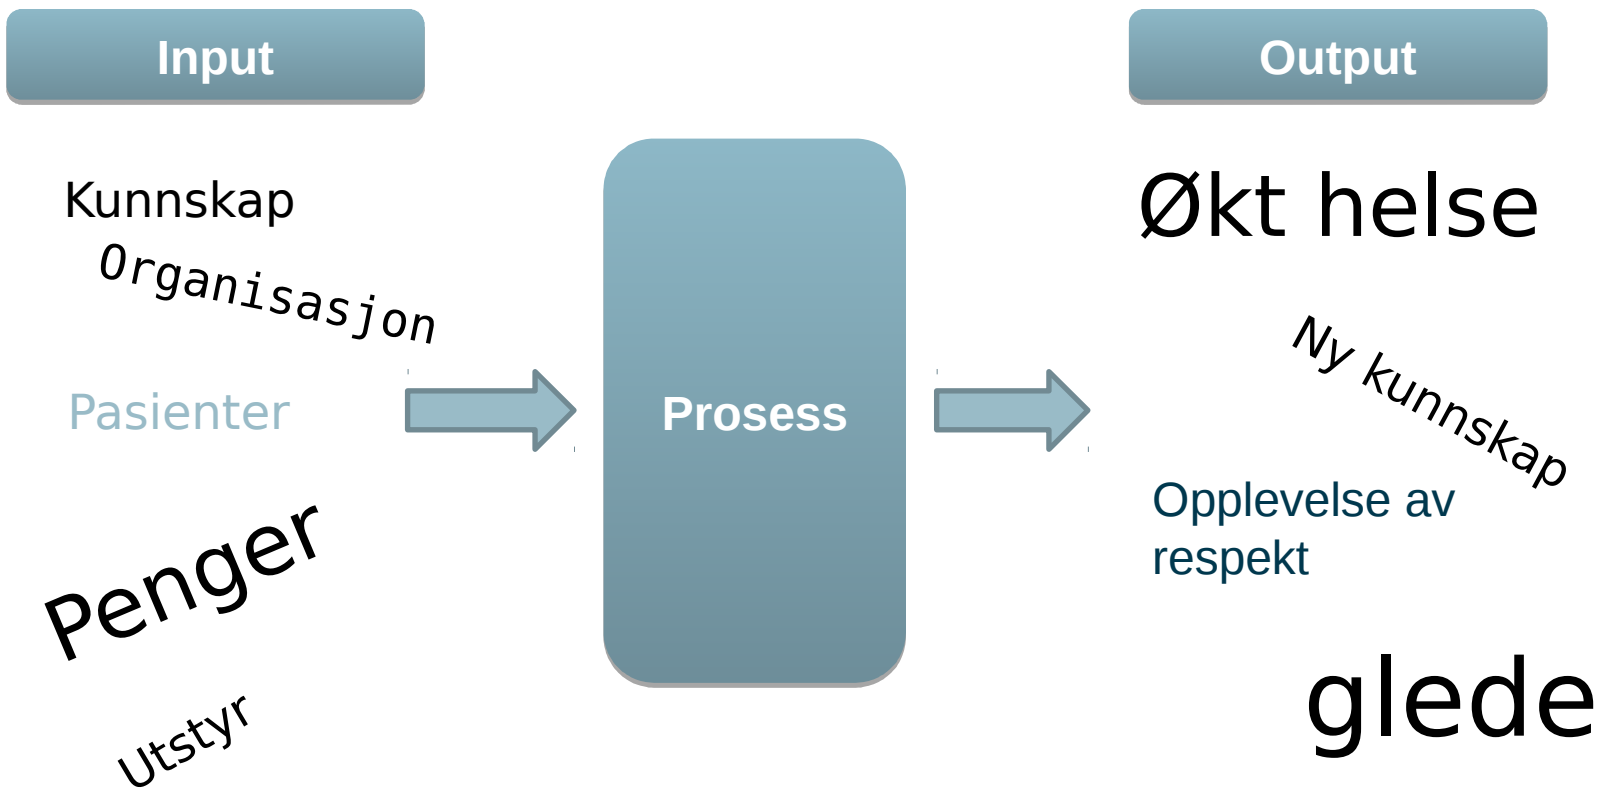 Input
Kunnskap
Organisasjon
Pasienter
Penger
Utstyr
Prosess
Output
Økt helse
Ny kunnskap
Opplevelse av
respekt
glede